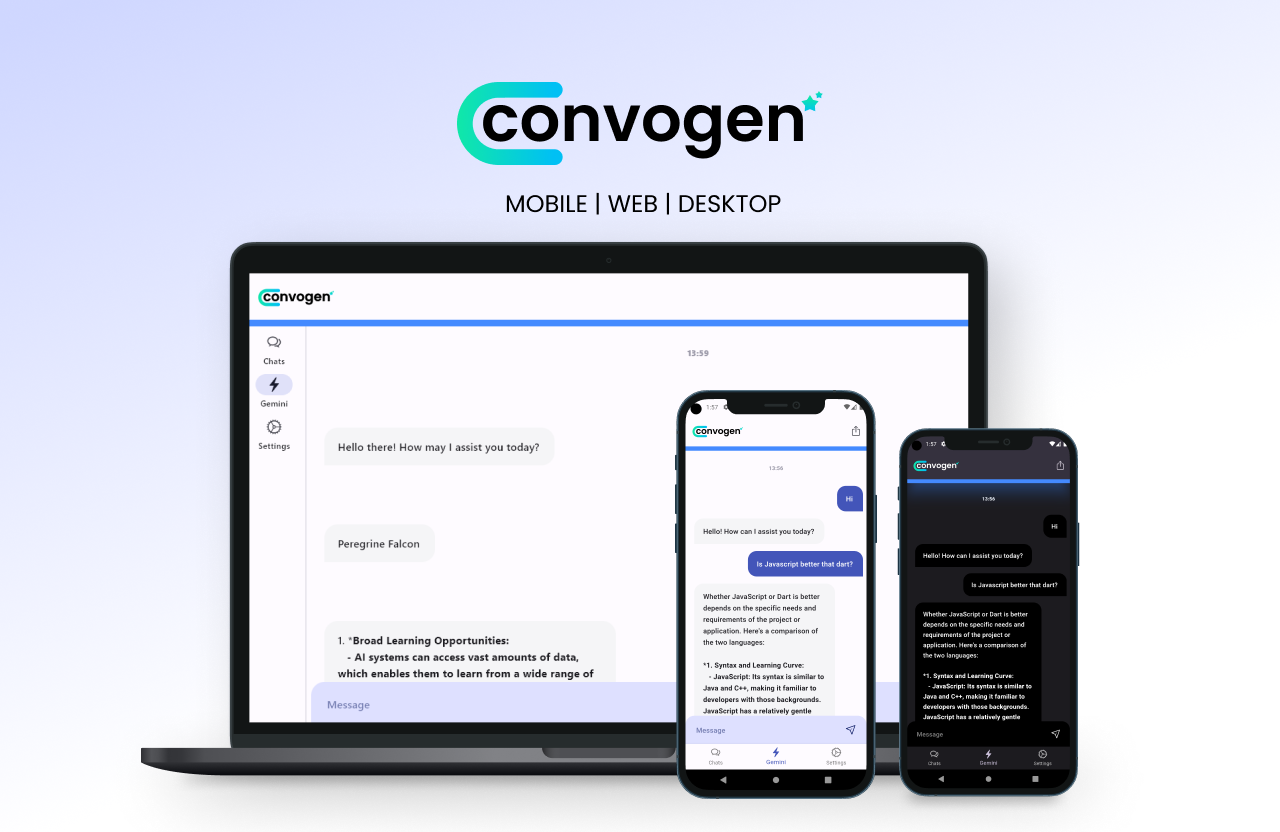 convogen
MOBILE | WEB | DESKTOP
convogen
Chats
Gemini
Settings
13:59
Hello there! How may I assist you today?
Peregrine Falcon
1. *Broad Learning Opportunities:
- AI systems can access vast amounts of data,
which enables them to learn from a wide range of
Message
1:57
convogen
13:56
Hi
Hello! How can I assist you today?
Is Javascript better that dart?
Whether JavaScript or Dart is better
depends on the specific needs and
requirements of the project or
application. Here's a comparison of
the two languages:
*1. Syntax and Learning Curve:
- JavaScript: Its syntax is similar to
Java and C++, making it familiar to
developers with those backgrounds.
JavaScript has a relatively gentle
Message
Chats
Gemini
Settings
1:57
convogen
13:56
Hi
Hello! How can I assist you today?
Is Javascript better that dart?
Whether JavaScript or Dart is better
depends on the specific needs and
requirements of the project or
application. Here's a comparison of
the two languages:
*1. Syntax and Learning Curve:
- JavaScript: Its syntax is similar to
Java and C++, making it familiar to
developers with those backgrounds.
JavaScript has a relatively gentle
Message
Chats
Gemini
Settings